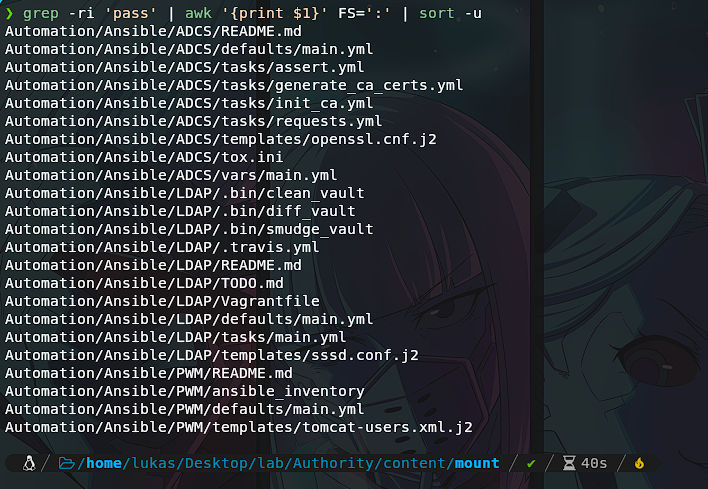 ❯ grep -ri 'pass' | awk '{print $1}' FS=':' | sort -u
Automation/Ansible/ADCS/README.md
Automation/Ansible/ADCS/defaults/main.yml
Automation/Ansible/ADCS/tasks/assert.yml
Automation/Ansible/ADCS/tasks/generate_ca_certs.yml
Automation/Ansible/ADCS/tasks/init_ca.yml
Automation/Ansible/ADCS/tasks/requests.yml
Automation/Ansible/ADCS/templates/openssl.cnf.j2
Automation/Ansible/ADCS/tox.ini
Automation/Ansible/ADCS/vars/main.yml
Automation/Ansible/LDAP/.bin/clean_vault
Automation/Ansible/LDAP/.bin/diff_vault
Automation/Ansible/LDAP/.bin/smudge_vault
Automation/Ansible/LDAP/.travis.yml
Automation/Ansible/LDAP/README.md
Automation/Ansible/LDAP/TODO.md
Automation/Ansible/LDAP/Vagrantfile
Automation/Ansible/LDAP/defaults/main.yml
Automation/Ansible/LDAP/tasks/main.yml
Automation/Ansible/LDAP/templates/sssd.conf.j2
Automation/Ansible/PWM/README.md
Automation/Ansible/PWM/ansible_inventory
Automation/Ansible/PWM/defaults/main.yml
Automation/Ansible/PWM/templates/tomcat-users.xml.j2
/home/lukas/Desktop/lab/Authority/content/mount / ✔ / 40s /